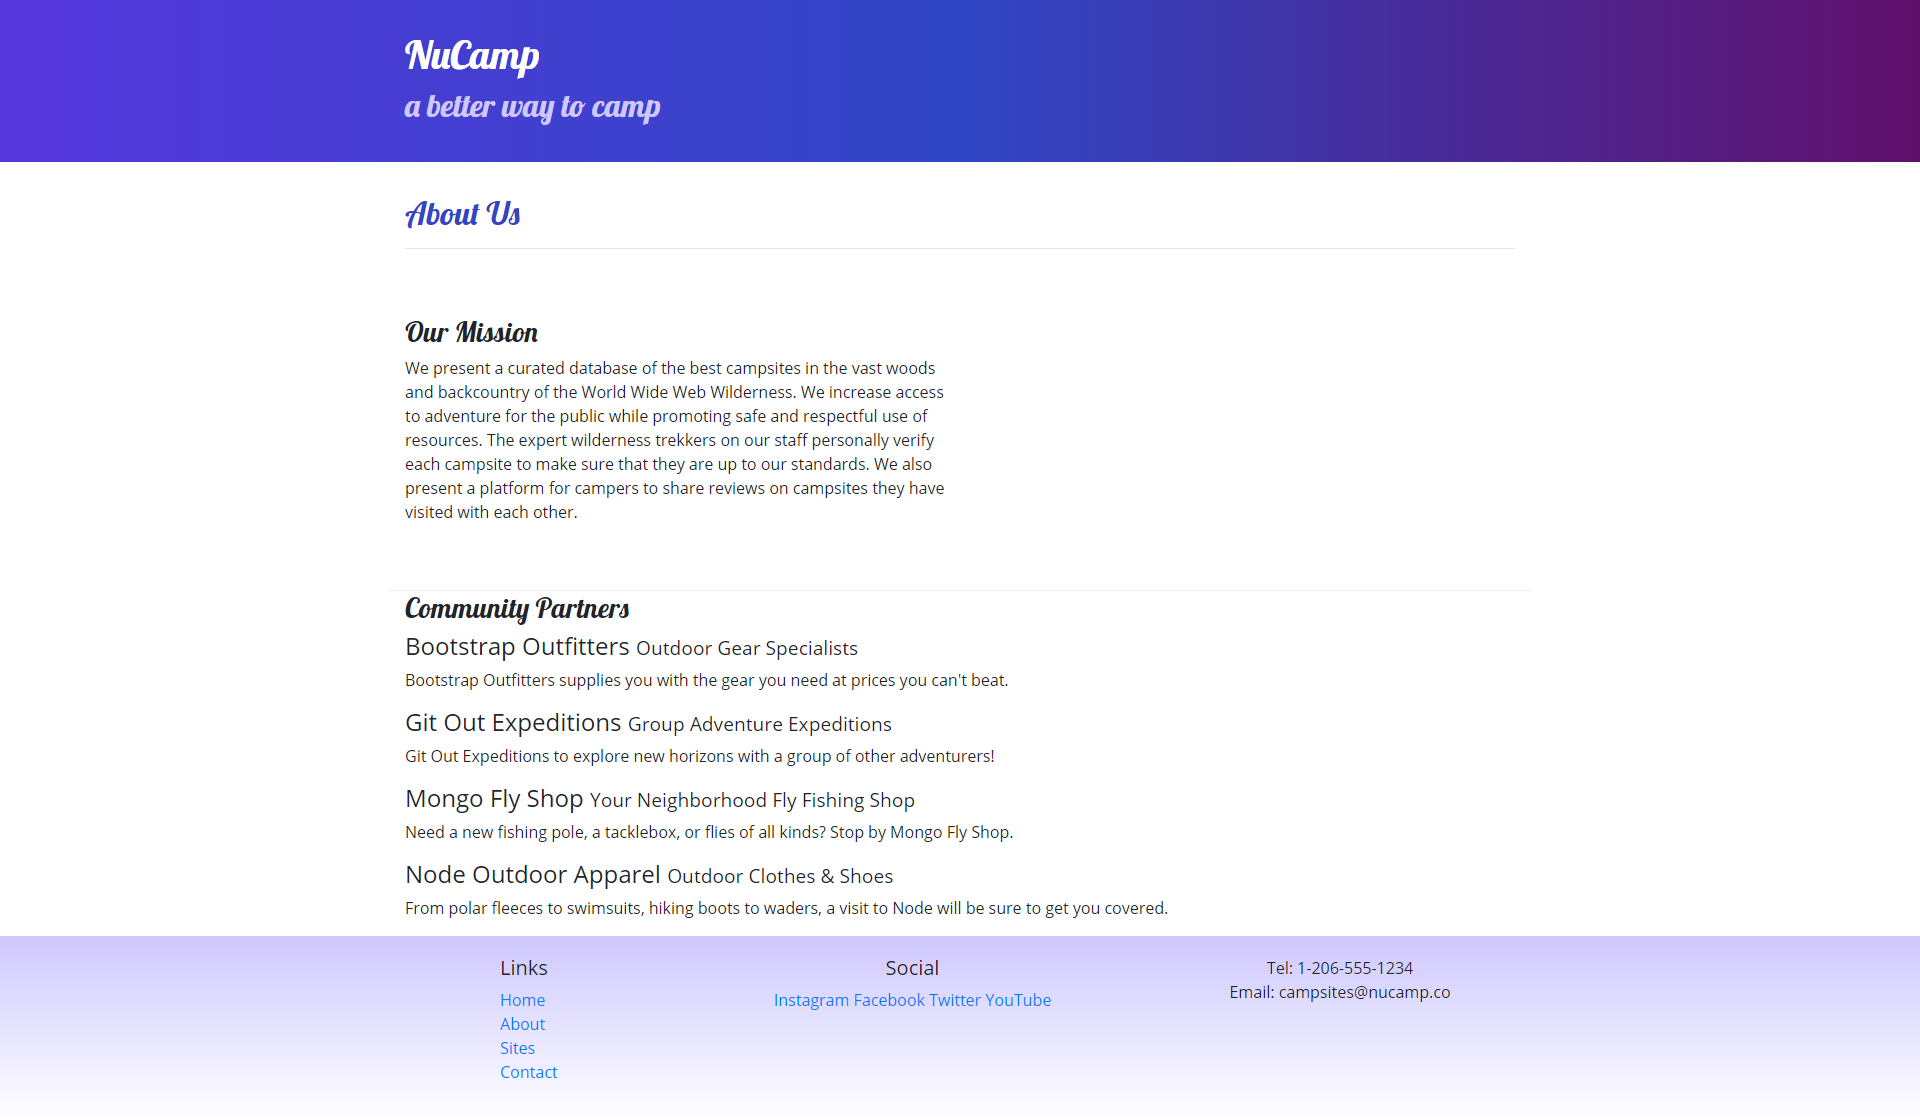 NuCamp
a better way to camp
About Us
Our Mission
We present a curated database of the best campsites in the vast woods
and backcountry of the World Wide Web Wilderness. We increase access
to adventure for the public while promoting safe and respectful use of
resources. The expert wilderness trekkers on our staff personally verify
each campsite to make sure that they are up to our standards. We also
present a platform for campers to share reviews on campsites they have
visited with each other.
Community Partners
Bootstrap Outfitters Outdoor Gear Specialists
Bootstrap Outfitters supplies you with the gear you need at prices you can't beat.
Git Out Expeditions Group Adventure Expeditions
Git Out Expeditions to explore new horizons with a group of other adventurers!
Mongo Fly Shop Your Neighborhood Fly Fishing Shop
Need a new fishing pole, a tacklebox, or flies of all kinds? Stop by Mongo Fly Shop.
Node Outdoor Apparel Outdoor Clothes & Shoes
From polar fleeces to swimsuits, hiking boots to waders, a visit to Node will be sure to get you covered.
Links
Home
About
Sites
Contact
Social
Instagram Facebook Twitter YouTube
Tel: 1-206-555-1234
Email: campsites@nucamp.co